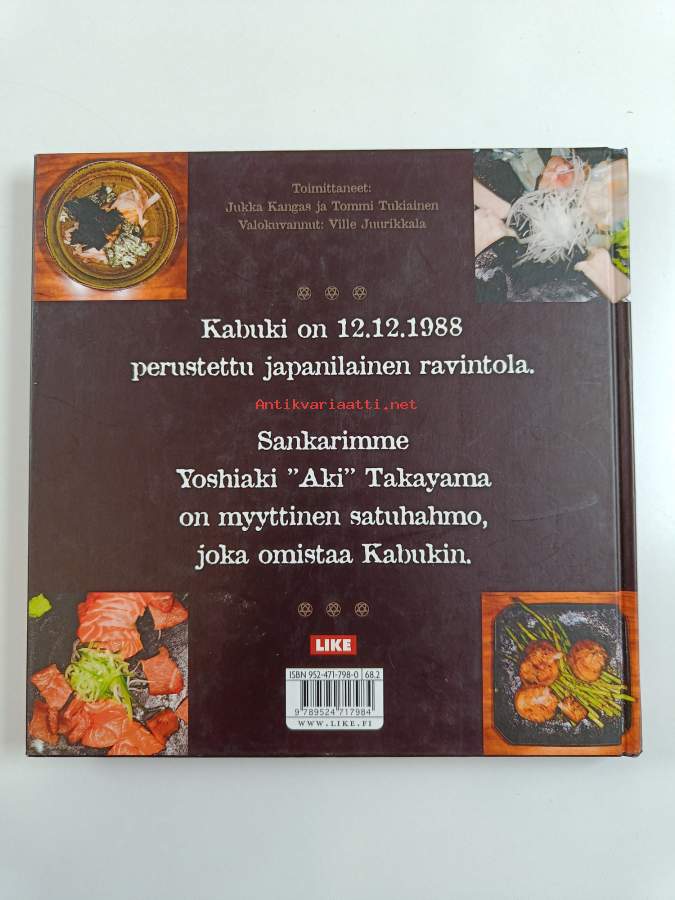 Toimittaneet:
Jukka Kangas ja Tommi Tukiainen
Valokuvannut: Ville Juurikkala
Kabuki on 12.12.1988
perustettu japanilainen ravintola.
Antikvariaatti.net
Sankarimme
Yoshiaki "Aki" Takayama
on myyttinen satuhahmo,
joka omistaa Kabukin.
LIKE
ISBN 952-471-798-0 68.2
9 789524 717984
WWW.LIKE.FI